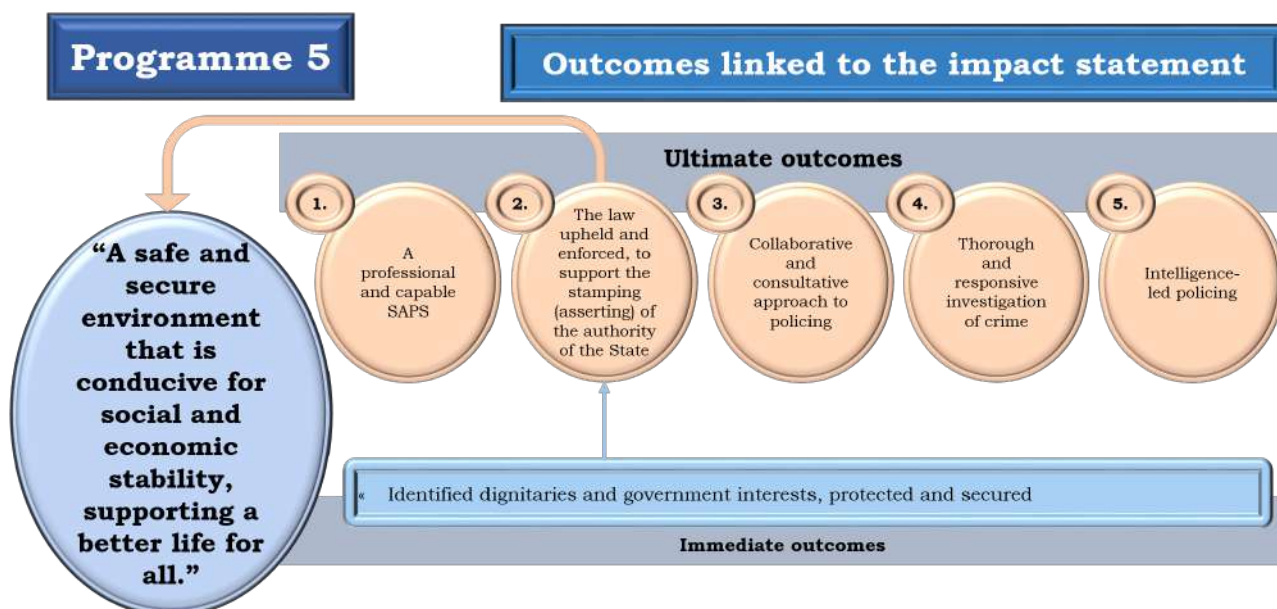 Programme 5
Outcomes linked to the impact statement
Ultimate outcomes
1.
A
professional
and capable
SAPS
2.
The law
upheld and
enforced, to
support the
stamping
(asserting) of
the authority
of the State
3.
Collaborative
and
consultative
approach to
policing
4.
Thorough
and
responsive
investigation
of crime
5.
Intelligence-
led policing
“A safe and
secure
environment
that is
conducive for
social and
economic
stability,
supporting a
better life for
all.”
« Identified dignitaries and government interests, protected and secured
Immediate outcomes